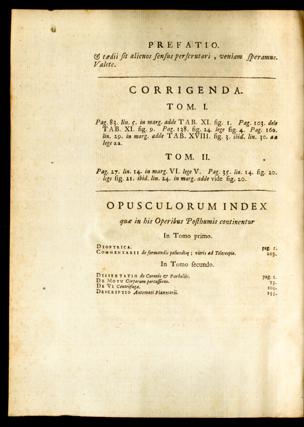 PREFATIO.
& tædii sit alienos sensus perscrutari, veniam speramus.
Valete.
CORRIGENDA.
TOM. I.
Pag. 83. lin. 5. in marg. adde TAB. XI. fig. 1. Pag. 103. dele
TAB. XI. fig. 9. Pag. 138. fig. 24. lege fig. 4. Pag. 160.
lin. 29. in marg. adde TAB. XVIII. fig. 3. ibid. lin. 30. aa
lege 22.
TOM. II.
Pag. 27. lin. 14. in marg. VI. lege V. Pag. 35. lin. 14. fig. 20.
lege fig. 21. ibid. lin. 24. in marg. adde vide fig. 20.
OPUSCULORUM INDEX
quæ in his Operibus Posthumis continentur
In Tomo primo.
DIOPTRICA. pag. 1.
COMMENTARII de formandis poliendisque vitris ad Telescopia. 263.
In Tomo secundo.
DISSERTATIO de Coronis & Parheliis. pag. 1.
DE MOTU Corporum percussione. 73.
DE VI Centrifuga. 105.
DESCRIPTIO Automati Planetarii. 155.